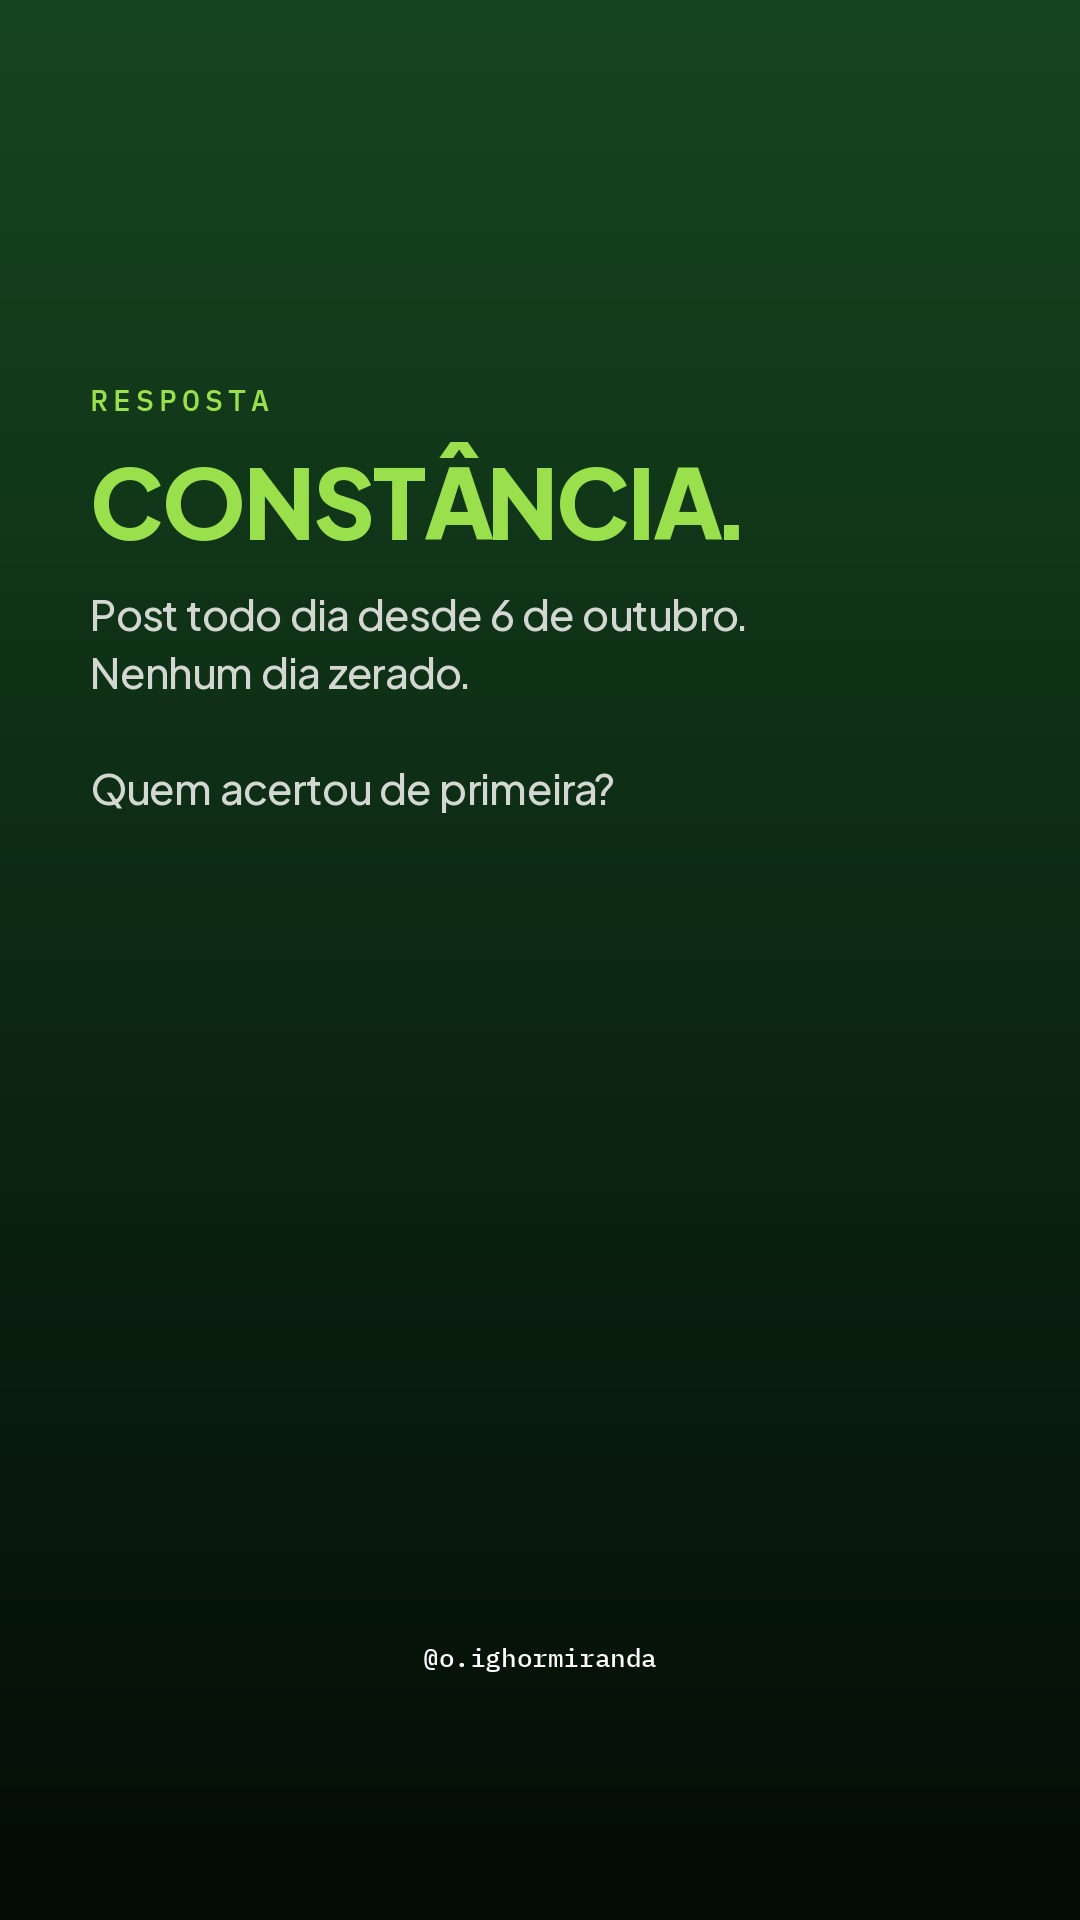 RESPOSTA
CONSTÂNCIA.
Post todo dia desde 6 de outubro.
Nenhum dia zerado.
Quem acertou de primeira?
@o.ighormiranda